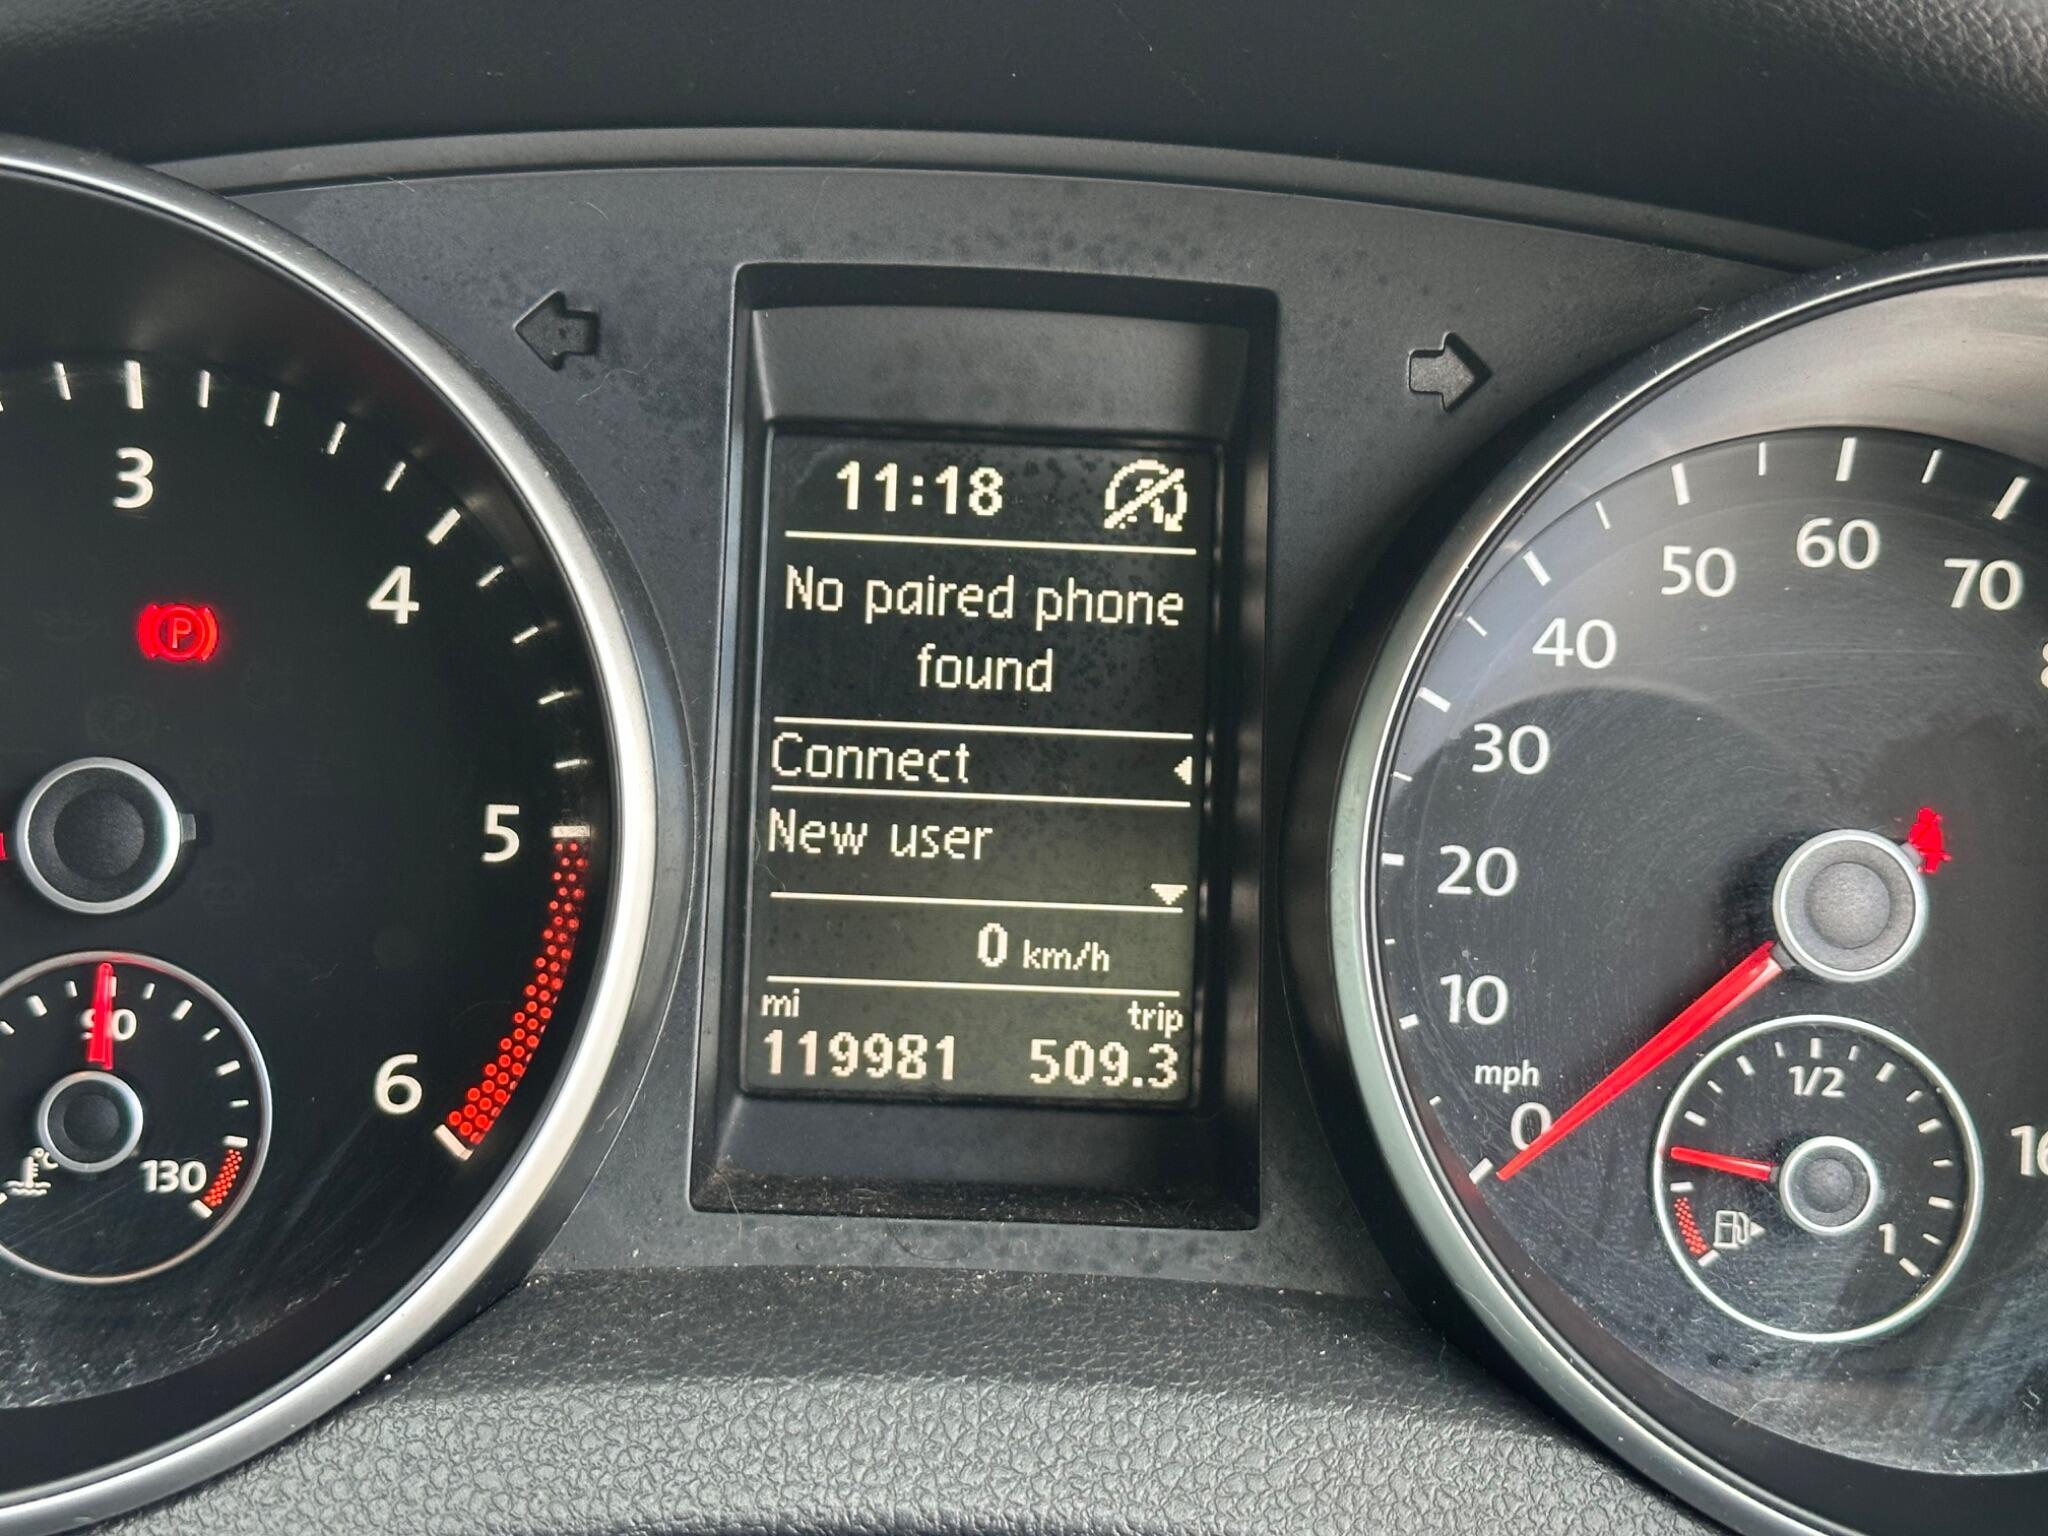 3
4
5
6
P
90
130
°C
11:18
A
No paired phone
found
Connect
New user
0 km/h
mi trip
119981 509.3
50
60
70
40
30
20
10
mph
0
1/2
1